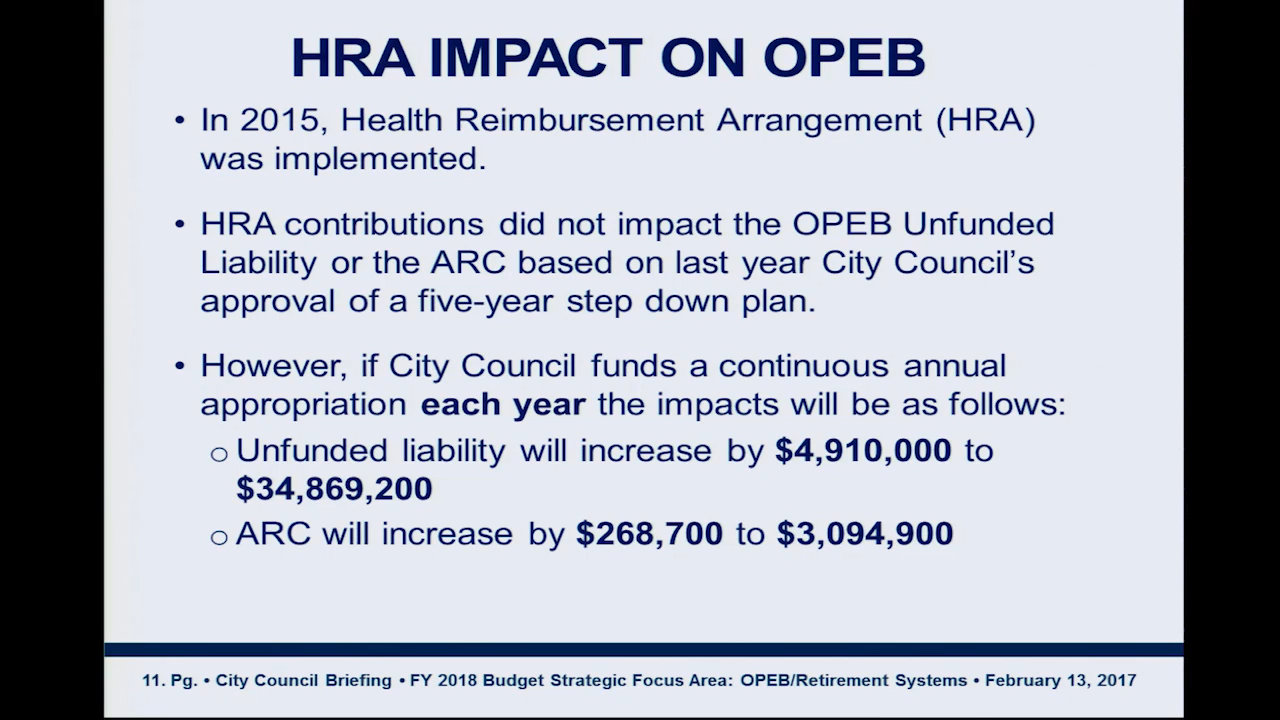 HRA IMPACT ON OPEB
• In 2015, Health Reimbursement Arrangement (HRA)
was implemented.
• HRA contributions did not impact the OPEB Unfunded
Liability or the ARC based on last year City Council's
approval of a five-year step down plan.
• However, if City Council funds a continuous annual
appropriation each year the impacts will be as follows:
o Unfunded liability will increase by $4,910,000 to
$34,869,200
o ARC will increase by $268,700 to $3,094,900
11. Pg. • City Council Briefing • FY 2018 Budget Strategic Focus Area: OPEB/Retirement Systems • February 13, 2017